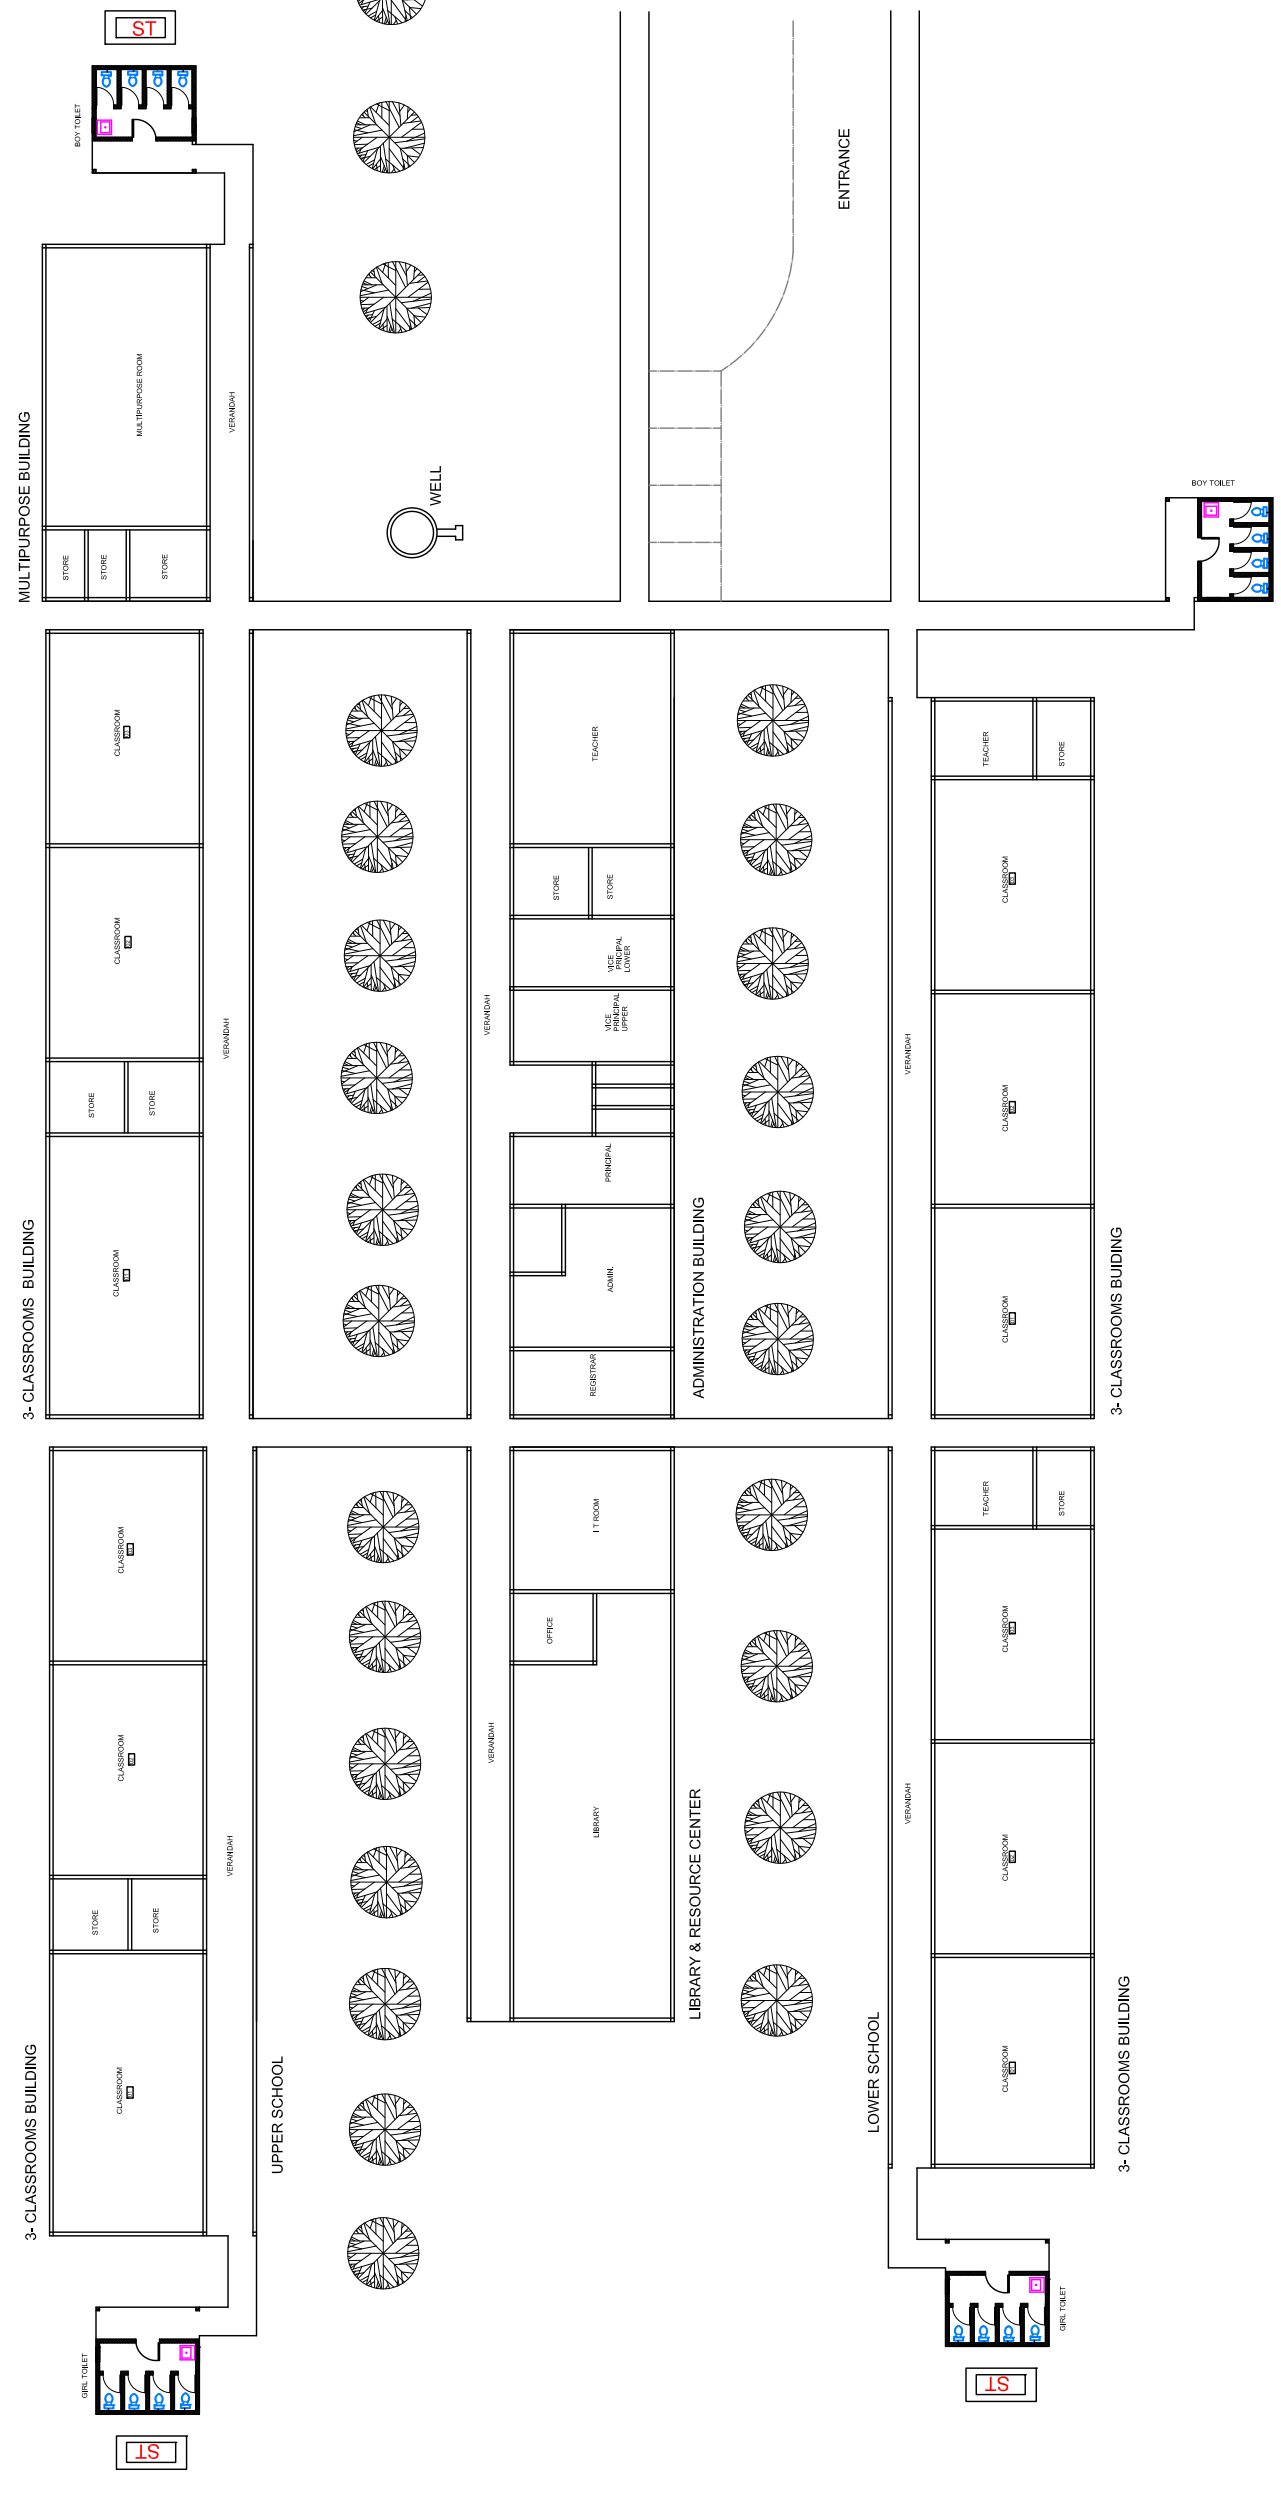 ST
BOY TOILET
ENTRANCE
MULTIPURPOSE BUILDING
MULTIPURPOSE ROOM
VERANDAH
STORE
STORE
STORE
WELL
BOY TOILET
3- CLASSROOMS BUILDING
CLASSROOM
CLASSROOM
STORE
STORE
CLASSROOM
VERANDAH
VERANDAH
TEACHER
STORE
STORE
VICE
PRICIPAL
LOWER
VICE
PRINCIPAL
UPPER
PRINCIPAL
ADMIN.
REGISTRAR
ADMINISTRATION BUILDING
VERANDAH
TEACHER
STORE
CLASSROOM
CLASSROOM
CLASSROOM
3- CLASSROOMS BUIDING
3- CLASSROOMS BUILDING
CLASSROOM
CLASSROOM
STORE
STORE
CLASSROOM
VERANDAH
UPPER SCHOOL
VERANDAH
I T ROOM
OFFICE
LIBRARY
LIBRARY & RESOURCE CENTER
LOWER SCHOOL
VERANDAH
TEACHER
STORE
CLASSROOM
CLASSROOM
CLASSROOM
3- CLASSROOMS BUILDING
GIRL TOILET
ST
GIRL TOILET
ST